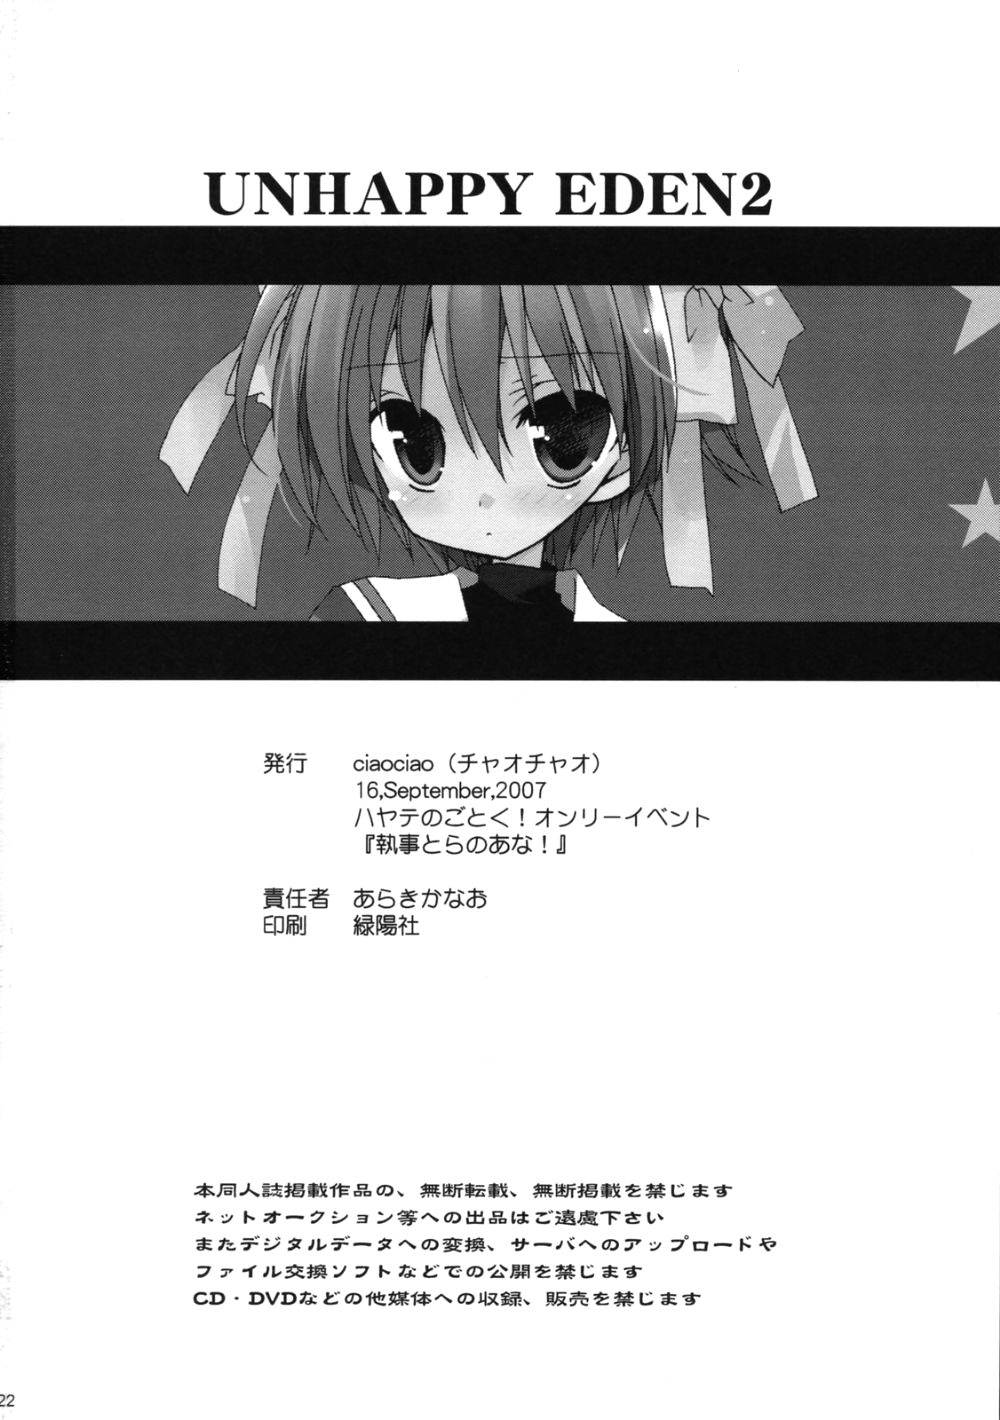 UNHAPPY EDEN2
発行 ciaociao（チャオチャオ）
16,September,2007
ハヤテのごとく！オンリーイベント
『執事とらのあな！』
責任者 あらきかなお
印刷 緑陽社
本同人誌掲載作品の、無断転載、無断掲載を禁じます
ネットオークション等への出品はご遠慮下さい
またデジタルデータへの変換、サーバへのアップロードや
ファイル交換ソフトなどでの公開を禁じます
CD・DVDなどの他媒体への収録、販売を禁じます
22